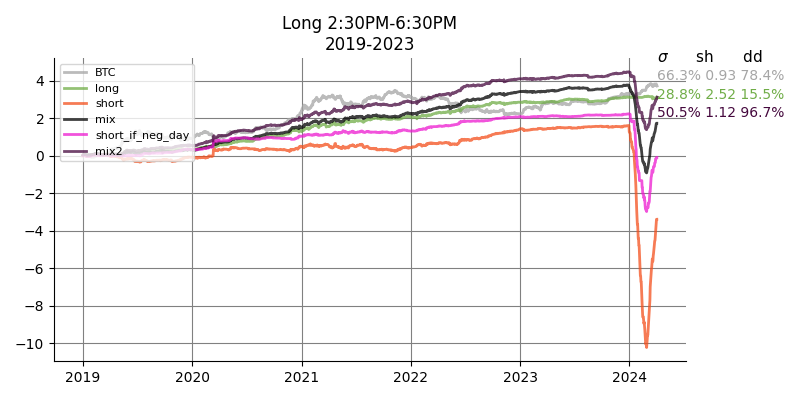 Long 2:30PM-6:30PM
2019-2023
σ sh dd
66.3% 0.93 78.4%
28.8% 2.52 15.5%
50.5% 1.12 96.7%
BTC
long
short
mix
short_if_neg_day
mix2
4
2
0
−2
−4
−6
−8
−10
2019 2020 2021 2022 2023 2024